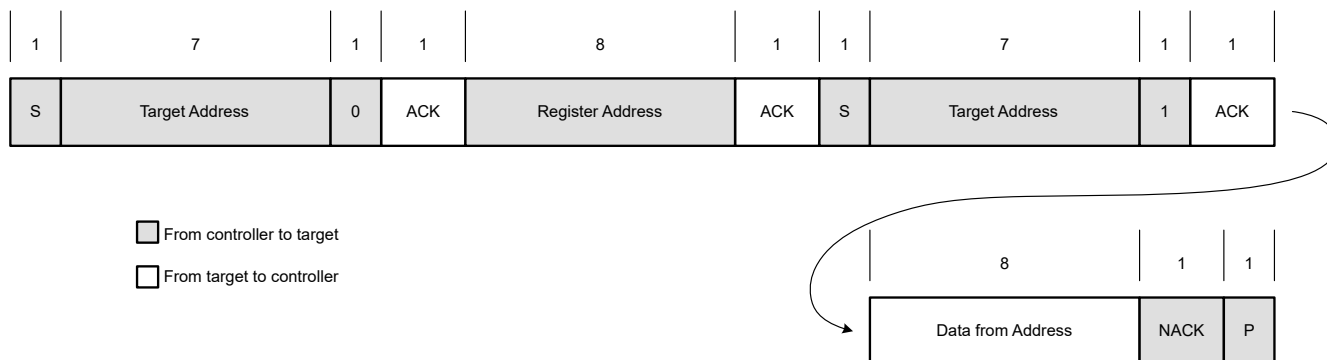 1 7 1 1 8 1 1 7 1 1
S Target Address 0 ACK Register Address ACK S Target Address 1 ACK
From controller to target
From target to controller
8 1 1
Data from Address NACK P